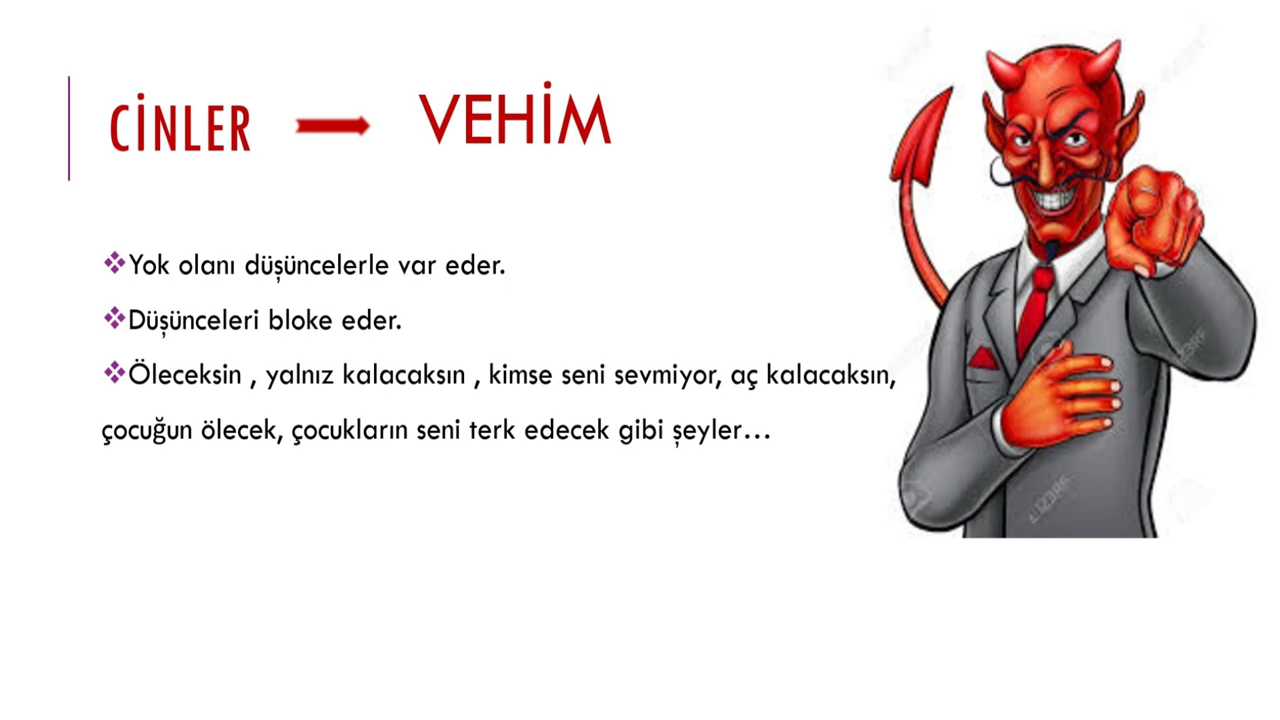 CİNLER → VEHİM
❖Yok olanı düşüncelerle var eder.
❖Düşünceleri bloke eder.
❖Öleceksin , yalnız kalacaksın , kimse seni sevmiyor, aç kalacaksın,
çocuğun ölecek, çocukların seni terk edecek gibi şeyler…